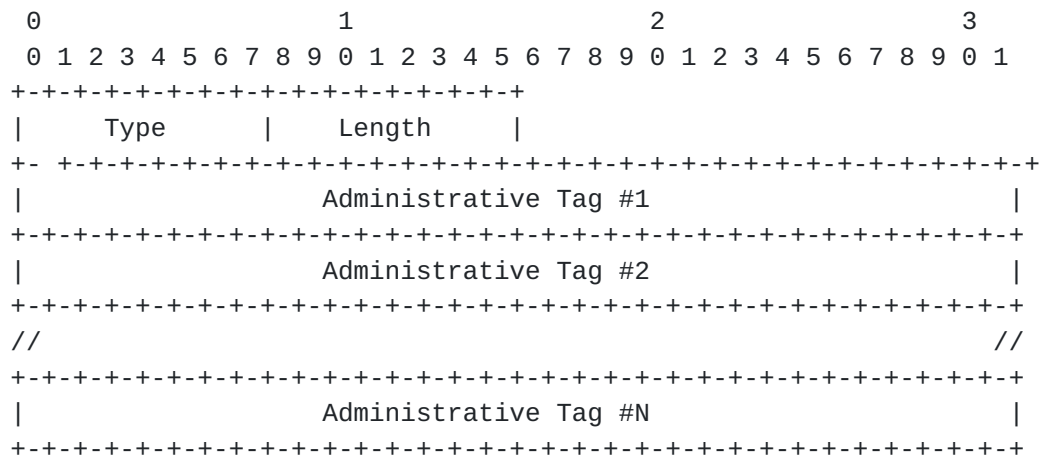 0                   1                   2                   3
 0 1 2 3 4 5 6 7 8 9 0 1 2 3 4 5 6 7 8 9 0 1 2 3 4 5 6 7 8 9 0 1
+-+-+-+-+-+-+-+-+-+-+-+-+-+-+-+-+
|     Type      |    Length     |
+- +-+-+-+-+-+-+-+-+-+-+-+-+-+-+-+-+-+-+-+-+-+-+-+-+-+-+-+-+-+-+-+
|                   Administrative Tag #1                       |
+-+-+-+-+-+-+-+-+-+-+-+-+-+-+-+-+-+-+-+-+-+-+-+-+-+-+-+-+-+-+-+-+
|                   Administrative Tag #2                       |
+-+-+-+-+-+-+-+-+-+-+-+-+-+-+-+-+-+-+-+-+-+-+-+-+-+-+-+-+-+-+-+-+
//                                                             //
+-+-+-+-+-+-+-+-+-+-+-+-+-+-+-+-+-+-+-+-+-+-+-+-+-+-+-+-+-+-+-+-+
|                   Administrative Tag #N                       |
+-+-+-+-+-+-+-+-+-+-+-+-+-+-+-+-+-+-+-+-+-+-+-+-+-+-+-+-+-+-+-+-+